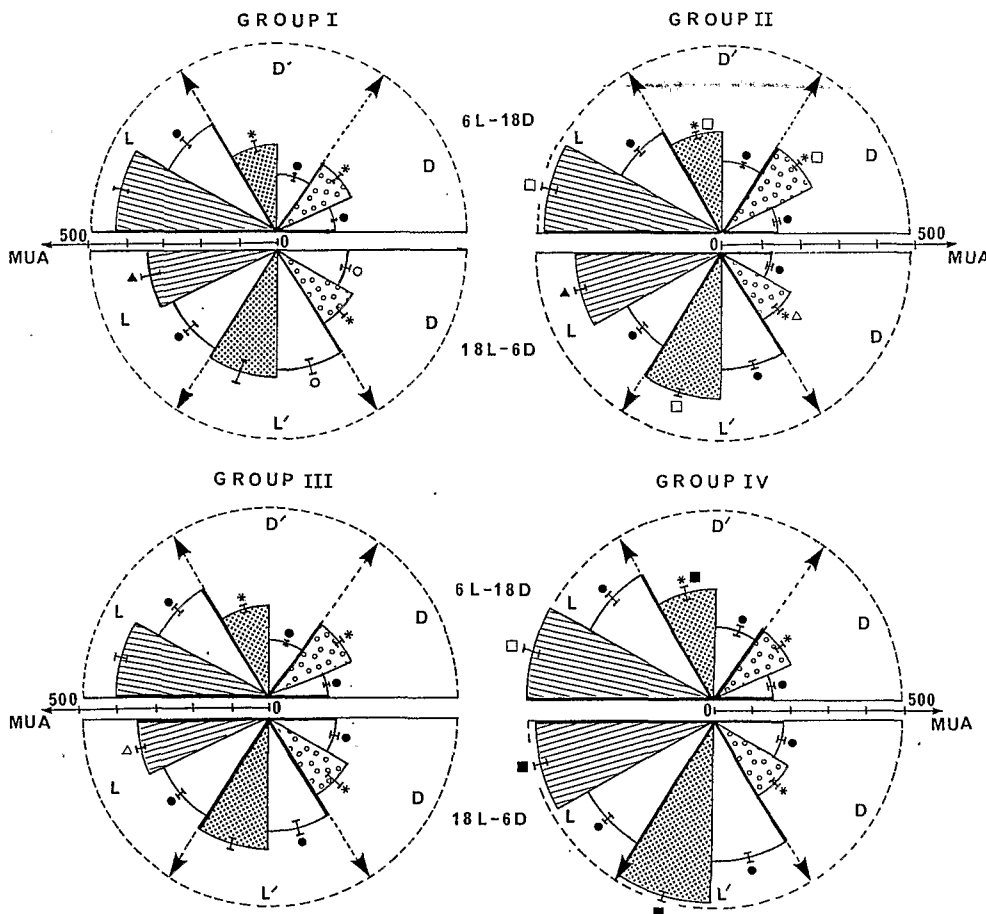 GROUP I GROUP II
D′ D′
6L-18D
L D L D
500 0 0 500
MUA MUA
L D L D
18L-6D
L′ L′
GROUP III GROUP IV
D′ D′
6L-18D
L D L D
500 0 0 500
MUA MUA
L D L D
18L-6D
L′ L′